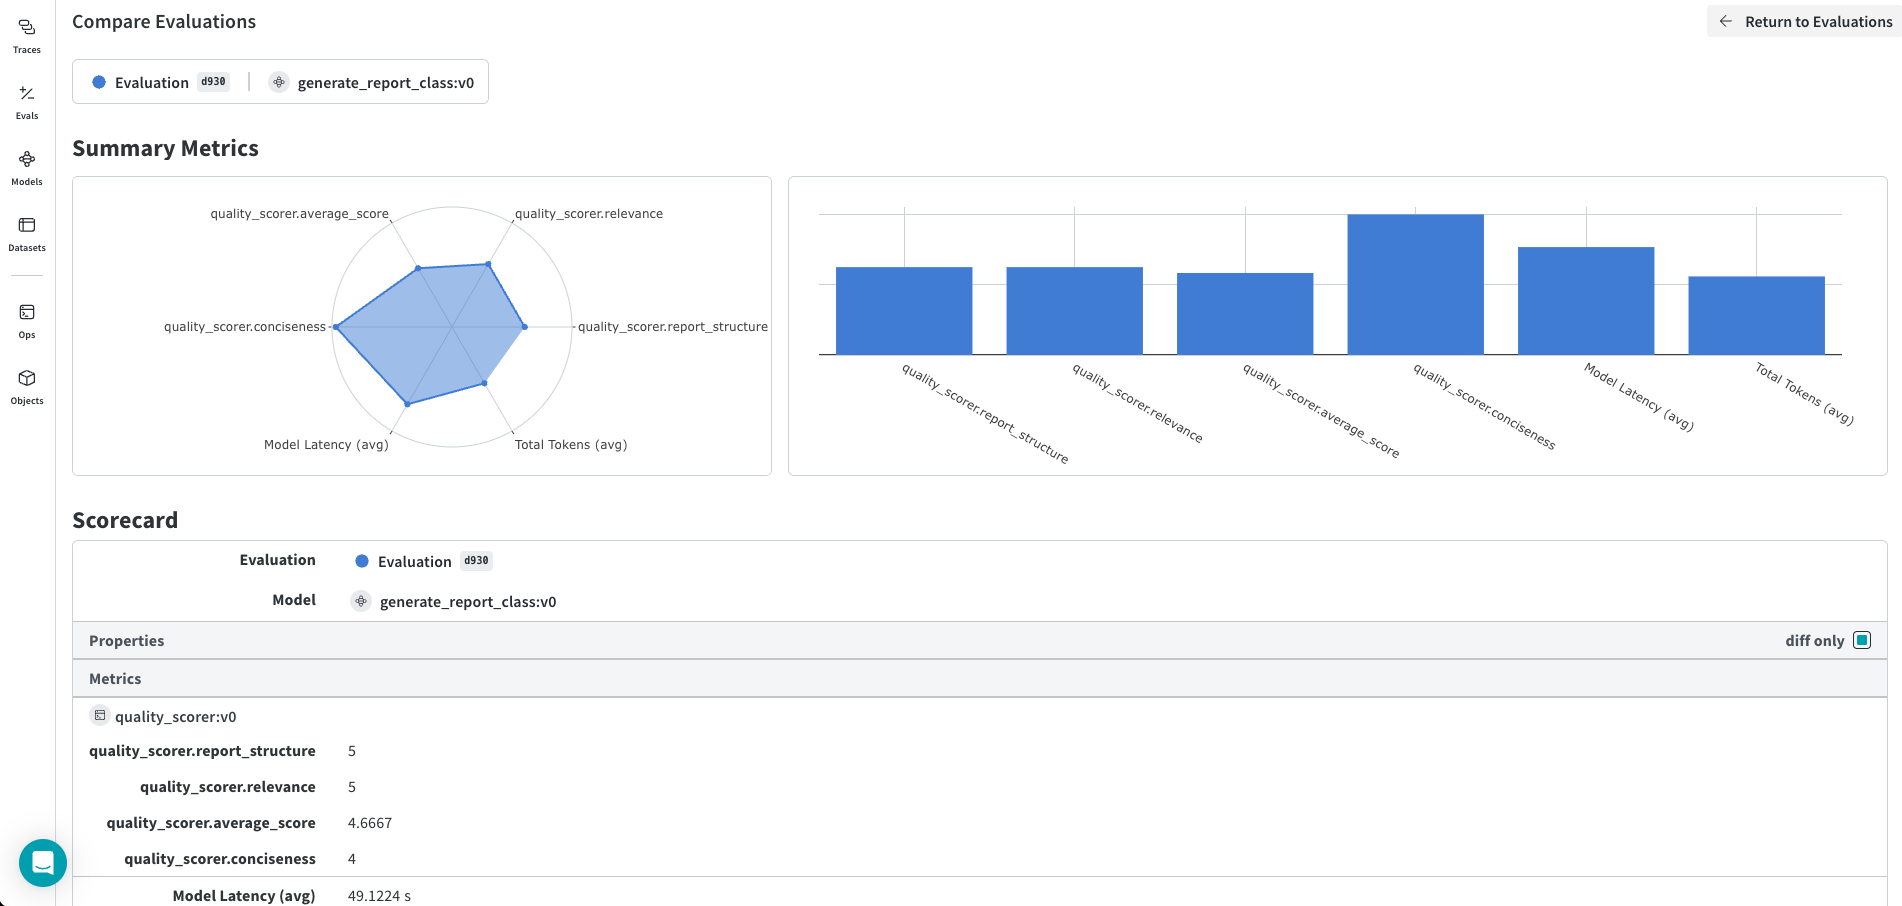 Compare Evaluations
Return to Evaluations
Traces
Evals
Models
Datasets
Ops
Objects
Evaluation d930 generate_report_class:v0
Summary Metrics
quality_scorer.average_score
quality_scorer.relevance
quality_scorer.conciseness
quality_scorer.report_structure
Model Latency (avg)
Total Tokens (avg)
quality_scorer.report_structure
quality_scorer.relevance
quality_scorer.average_score
quality_scorer.conciseness
Model Latency (avg)
Total Tokens (avg)
Scorecard
Evaluation Evaluation d930
Model generate_report_class:v0
Properties diff only
Metrics
quality_scorer:v0
quality_scorer.report_structure 5
quality_scorer.relevance 5
quality_scorer.average_score 4.6667
quality_scorer.conciseness 4
Model Latency (avg) 49.1224 s